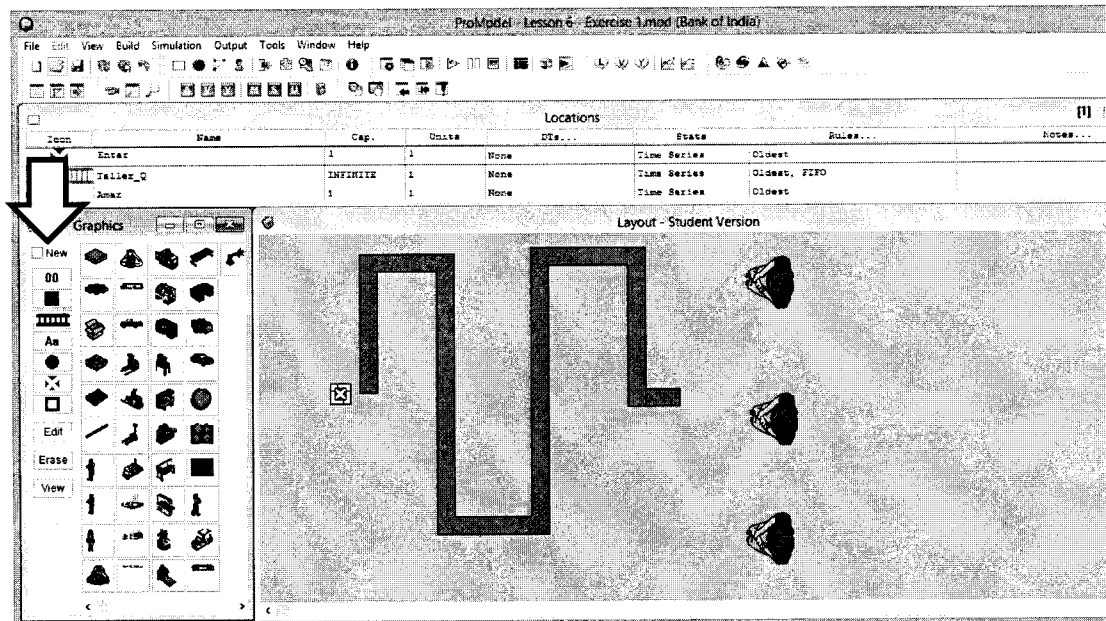 ProModel - Lesson 6 - Exercise 1.mod (Bank of India)
File Edit View Build Simulation Output Tools Window Help
Locations
[1]
Icon Name Cap. Units DTs... Stats Rules... Notes...
Enter 1 1 None Time Series Oldest
Teller_Q INFINITE 1 None Time Series Oldest, FIFO
Amar 1 1 None Time Series Oldest
Graphics
Layout - Student Version
New
00
Aa
Edit
Erase
View